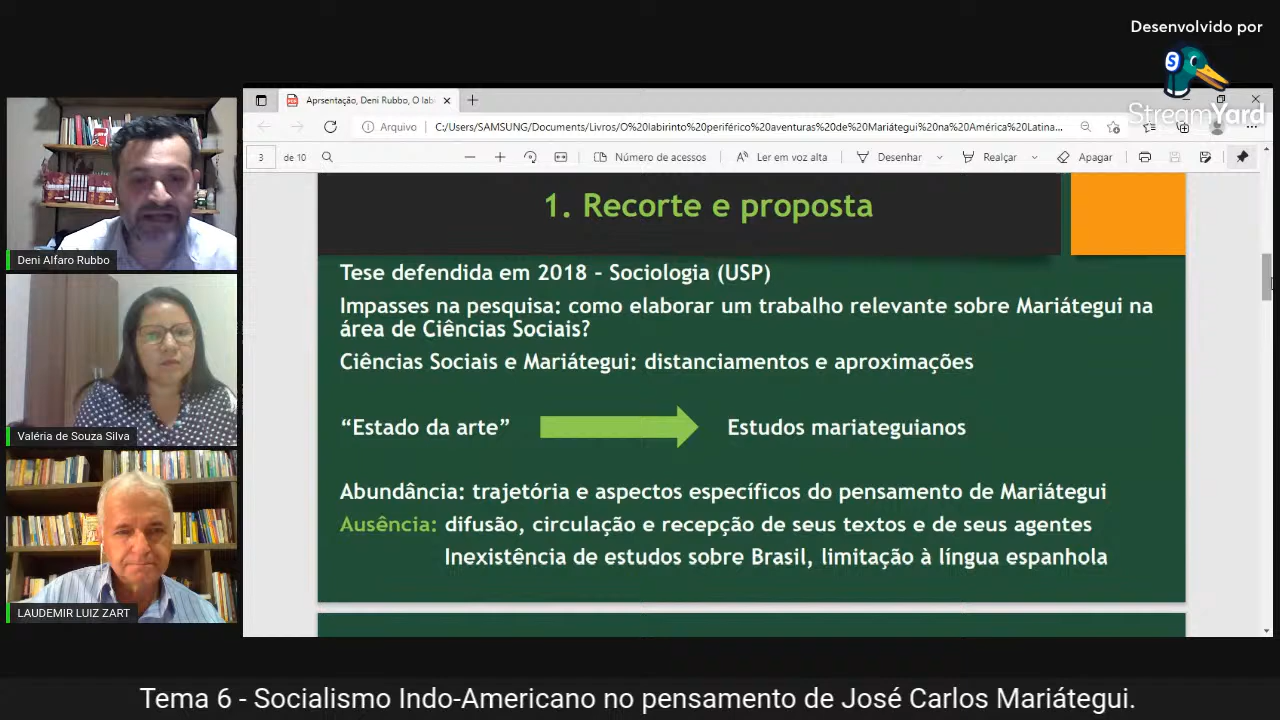 Desenvolvido por
StreamYard
Aprsentação, Deni Rubbo, O lab
Arquivo
C:/Users/SAMSUNG/Documents/Livros/O%20labirinto%20periférico%20aventuras%20de%20Mariátegui%20na%20América%20Latina...
3 de 10
Número de acessos
Ler em voz alta
Desenhar
Realçar
Apagar
1. Recorte e proposta
Tese defendida em 2018 – Sociologia (USP)
Impasses na pesquisa: como elaborar um trabalho relevante sobre Mariátegui na
área de Ciências Sociais?
Ciências Sociais e Mariátegui: distanciamentos e aproximações
“Estado da arte”
Estudos mariateguianos
Abundância: trajetória e aspectos específicos do pensamento de Mariátegui
Ausência: difusão, circulação e recepção de seus textos e de seus agentes
Inexistência de estudos sobre Brasil, limitação à língua espanhola
Deni Alfaro Rubbo
Valéria de Souza Silva
LAUDEMIR LUIZ ZART
Tema 6 - Socialismo Indo-Americano no pensamento de José Carlos Mariátegui.